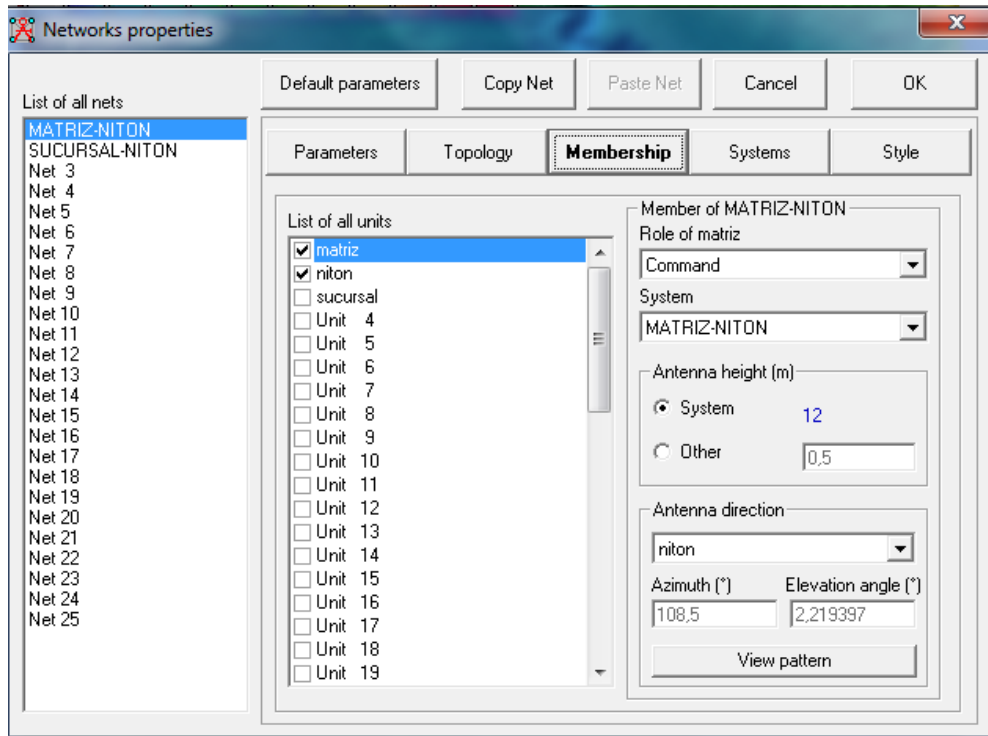 Networks properties
Default parameters
Copy Net
Paste Net
Cancel
OK
List of all nets
MATRIZ-NITON
SUCURSAL-NITON
Net 3
Net 4
Net 5
Net 6
Net 7
Net 8
Net 9
Net 10
Net 11
Net 12
Net 13
Net 14
Net 15
Net 16
Net 17
Net 18
Net 19
Net 20
Net 21
Net 22
Net 23
Net 24
Net 25
Parameters
Topology
Membership
Systems
Style
List of all units
matriz
niton
sucursal
Unit 4
Unit 5
Unit 6
Unit 7
Unit 8
Unit 9
Unit 10
Unit 11
Unit 12
Unit 13
Unit 14
Unit 15
Unit 16
Unit 17
Unit 18
Unit 19
Member of MATRIZ-NITON
Role of matriz
Command
System
MATRIZ-NITON
Antenna height (m)
System 12
Other 0,5
Antenna direction
niton
Azimuth (°) Elevation angle (°)
108,5 2,219397
View pattern